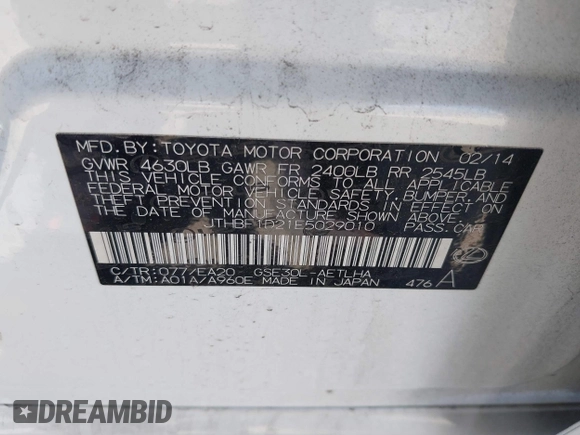 MFD. BY: TOYOTA MOTOR CORPORATION 02/14
GVWR 4630LB GAWR FR 2400LB RR 2545LB
THIS VEHICLE CONFORMS TO ALL APPLICABLE
FEDERAL MOTOR VEHICLE SAFETY, BUMPER, AND
THEFT PREVENTION STANDARDS IN EFFECT ON
THE DATE OF MANUFACTURE SHOWN ABOVE.
JTHBF1D21E5029010 PASS. CAR
C/TR: 077/EA20 GSE30L-AETLHA
A/TM: A01A/A960E MADE IN JAPAN 476 A
DREAMBID